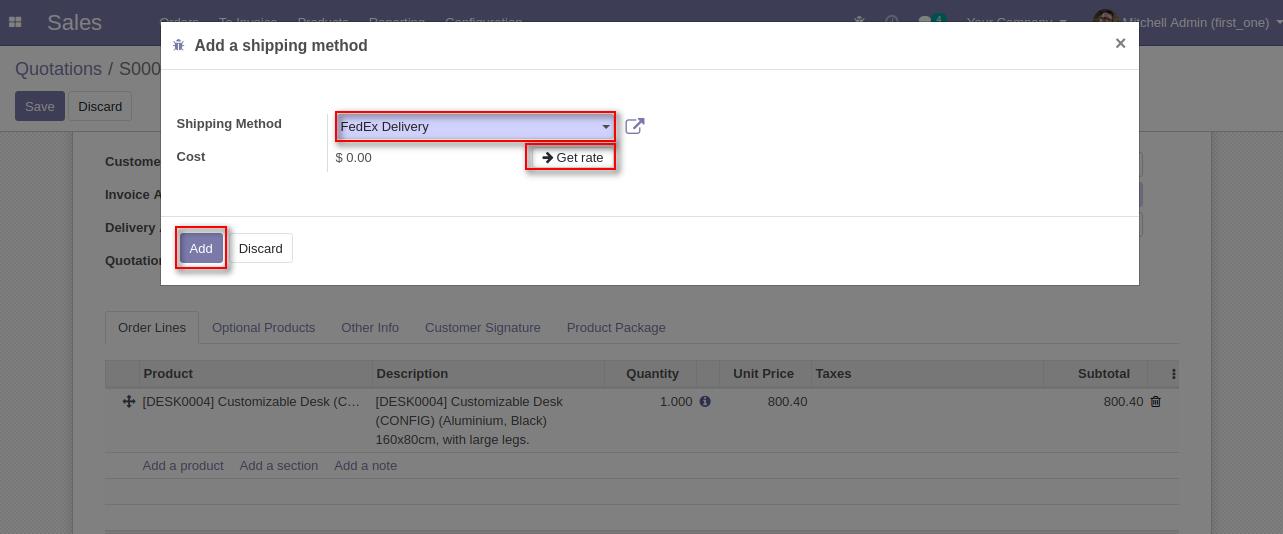 Sales
Orders To Invoice Products Reporting Configuration
4 Your Company Mitchell Admin (first_one)
Add a shipping method ×
Quotations / S000
Save Discard
Shipping Method FedEx Delivery
Cost $ 0.00 Get rate
Custome
Invoice A
Delivery
Quotation
Add Discard
Order Lines Optional Products Other Info Customer Signature Product Package
Product Description Quantity Unit Price Taxes Subtotal
[DESK0004] Customizable Desk (C… [DESK0004] Customizable Desk 1.000 800.40 800.40
(CONFIG) (Aluminium, Black)
160x80cm, with large legs.
Add a product Add a section Add a note